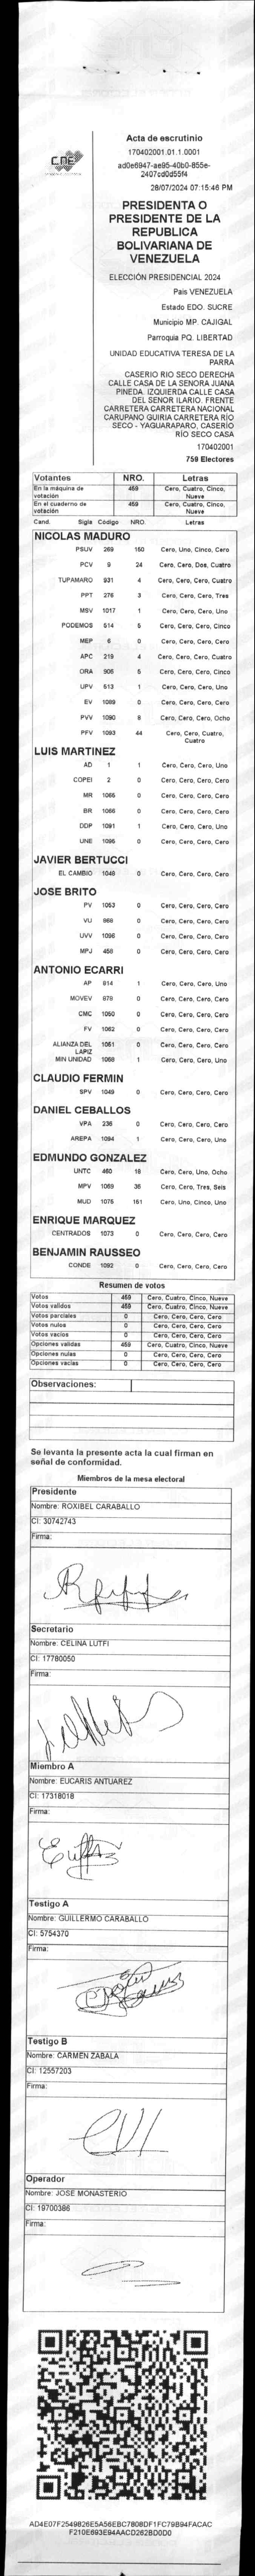 CNE
Acta de escrutinio
170402001.01.1.0001
ad0e6947-ae95-40b0-855e-
2407cd0d55f4
28/07/2024 07:15:46 PM
PRESIDENTA O
PRESIDENTE DE LA
REPUBLICA
BOLIVARIANA DE
VENEZUELA
ELECCIÓN PRESIDENCIAL 2024
País VENEZUELA
Estado EDO. SUCRE
Municipio MP. CAJIGAL
Parroquia PQ. LIBERTAD
UNIDAD EDUCATIVA TERESA DE LA
PARRA
CASERIO RIO SECO DERECHA
CALLE CASA DE LA SENORA JUANA
PINEDA. IZQUIERDA CALLE CASA
DEL SENOR ILARIO. FRENTE
CARRETERA CARRETERA NACIONAL
CARUPANO GUIRIA CARRETERA RÍO
SECO - YAGUARAPARO, CASERÍO
RÍO SECO CASA
170402001
759 Electores
Votantes NRO. Letras
En la máquina de votación 459 Cero, Cuatro, Cinco, Nueve
En el cuaderno de votación 459 Cero, Cuatro, Cinco, Nueve
Cand. Sigla Código NRO. Letras
NICOLAS MADURO
PSUV 269 150 Cero, Uno, Cinco, Cero
PCV 9 24 Cero, Cero, Dos, Cuatro
TUPAMARO 931 4 Cero, Cero, Cero, Cuatro
PPT 276 3 Cero, Cero, Cero, Tres
MSV 1017 1 Cero, Cero, Cero, Uno
PODEMOS 514 5 Cero, Cero, Cero, Cinco
MEP 6 0 Cero, Cero, Cero, Cero
APC 219 4 Cero, Cero, Cero, Cuatro
ORA 906 5 Cero, Cero, Cero, Cinco
UPV 513 1 Cero, Cero, Cero, Uno
EV 1089 0 Cero, Cero, Cero, Cero
PVV 1090 8 Cero, Cero, Cero, Ocho
PFV 1093 44 Cero, Cero, Cuatro, Cuatro
LUIS MARTINEZ
AD 1 1 Cero, Cero, Cero, Uno
COPEI 2 0 Cero, Cero, Cero, Cero
MR 1065 0 Cero, Cero, Cero, Cero
BR 1066 0 Cero, Cero, Cero, Cero
DDP 1091 1 Cero, Cero, Cero, Uno
UNE 1095 0 Cero, Cero, Cero, Cero
JAVIER BERTUCCI
EL CAMBIO 1048 0 Cero, Cero, Cero, Cero
JOSE BRITO
PV 1053 0 Cero, Cero, Cero, Cero
VU 968 0 Cero, Cero, Cero, Cero
UVV 1096 0 Cero, Cero, Cero, Cero
MPJ 458 0 Cero, Cero, Cero, Cero
ANTONIO ECARRI
AP 914 1 Cero, Cero, Cero, Uno
MOVEV 979 0 Cero, Cero, Cero, Cero
CMC 1050 0 Cero, Cero, Cero, Cero
FV 1062 0 Cero, Cero, Cero, Cero
ALIANZA DEL LAPIZ 1051 0 Cero, Cero, Cero, Cero
MIN UNIDAD 1068 1 Cero, Cero, Cero, Uno
CLAUDIO FERMIN
SPV 1049 0 Cero, Cero, Cero, Cero
DANIEL CEBALLOS
VPA 236 0 Cero, Cero, Cero, Cero
AREPA 1094 1 Cero, Cero, Cero, Uno
EDMUNDO GONZALEZ
UNTC 460 18 Cero, Cero, Uno, Ocho
MPV 1069 36 Cero, Cero, Tres, Seis
MUD 1075 151 Cero, Uno, Cinco, Uno
ENRIQUE MARQUEZ
CENTRADOS 1073 0 Cero, Cero, Cero, Cero
BENJAMIN RAUSSEO
CONDE 1092 0 Cero, Cero, Cero, Cero
Resumen de votos
Votos 459 Cero, Cuatro, Cinco, Nueve
Votos validos 459 Cero, Cuatro, Cinco, Nueve
Votos parciales 0 Cero, Cero, Cero, Cero
Votos nulos 0 Cero, Cero, Cero, Cero
Votos vacíos 0 Cero, Cero, Cero, Cero
Opciones validas 459 Cero, Cuatro, Cinco, Nueve
Opciones nulas 0 Cero, Cero, Cero, Cero
Opciones vacías 0 Cero, Cero, Cero, Cero
Observaciones:
Se levanta la presente acta la cual firman en
señal de conformidad.
Miembros de la mesa electoral
Presidente
Nombre: ROXIBEL CARABALLO
CI: 30742743
Firma:
Secretario
Nombre: CELINA LUTFI
CI: 17780050
Firma:
Miembro A
Nombre: EUCARIS ANTUAREZ
CI: 17318018
Firma:
Testigo A
Nombre: GUILLERMO CARABALLO
CI: 5754370
Firma:
Testigo B
Nombre: CARMEN ZABALA
CI: 12557203
Firma:
Operador
Nombre: JOSE MONASTERIO
CI: 19700386
Firma:
AD4E07F2549826E5A56EBC7808DF1FC79B94FACAC
F210E693E94AACD262BD0D0